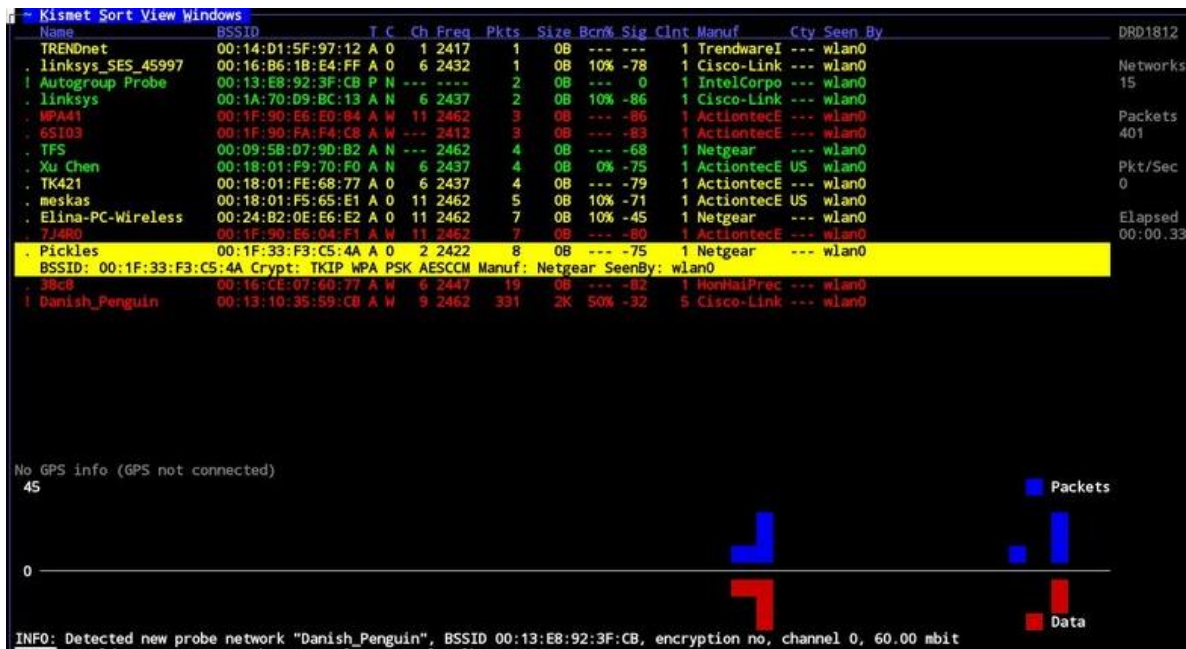 ~ Kismet Sort View Windows
Name BSSID T C Ch Freq Pkts Size Bcn% Sig Clnt Manuf Cty Seen By
TRENDnet 00:14:D1:5F:97:12 A O 1 2417 1 0B --- --- 1 TrendwareI --- wlan0
. linksys_SES_45997 00:16:B6:1B:E4:FF A O 6 2432 1 0B 10% -78 1 Cisco-Link --- wlan0
! Autogroup Probe 00:13:E8:92:3F:CB P N --- ---- 2 0B --- 0 1 IntelCorpo --- wlan0
. linksys 00:1A:70:D9:BC:13 A N 6 2437 2 0B 10% -86 1 Cisco-Link --- wlan0
. MPA41 00:1F:90:E6:E0:84 A W 11 2462 3 0B --- -86 1 ActiontecE --- wlan0
. 6SI03 00:1F:90:FA:F4:C8 A W --- 2412 3 0B --- -83 1 ActiontecE --- wlan0
. TFS 00:09:5B:D7:9D:B2 A N --- 2462 4 0B --- -68 1 Netgear --- wlan0
. Xu Chen 00:18:01:F9:70:F0 A N 6 2437 4 0B 0% -75 1 ActiontecE US wlan0
. TK421 00:18:01:FE:68:77 A O 6 2437 4 0B --- -79 1 ActiontecE --- wlan0
. meskas 00:18:01:F5:65:E1 A O 11 2462 5 0B 10% -71 1 ActiontecE US wlan0
. Elina-PC-Wireless 00:24:B2:0E:E6:E2 A O 11 2462 7 0B 10% -45 1 Netgear --- wlan0
. 7J4R0 00:1F:90:E6:04:F1 A W 11 2462 7 0B --- -80 1 ActiontecE --- wlan0
. Pickles 00:1F:33:F3:C5:4A A O 2 2422 8 0B --- -75 1 Netgear --- wlan0
BSSID: 00:1F:33:F3:C5:4A Crypt: TKIP WPA PSK AESCCM Manuf: Netgear SeenBy: wlan0
. 38c8 00:16:CE:07:60:77 A W 6 2447 19 0B --- -82 1 HonHaiPrec --- wlan0
! Danish_Penguin 00:13:10:35:59:CB A W 9 2462 331 2K 50% -32 5 Cisco-Link --- wlan0
DRD1812
Networks
15
Packets
401
Pkt/Sec
0
Elapsed
00:00.33
No GPS info (GPS not connected)
45
Packets
0
Data
INFO: Detected new probe network "Danish_Penguin", BSSID 00:13:E8:92:3F:CB, encryption no, channel 0, 60.00 mbit